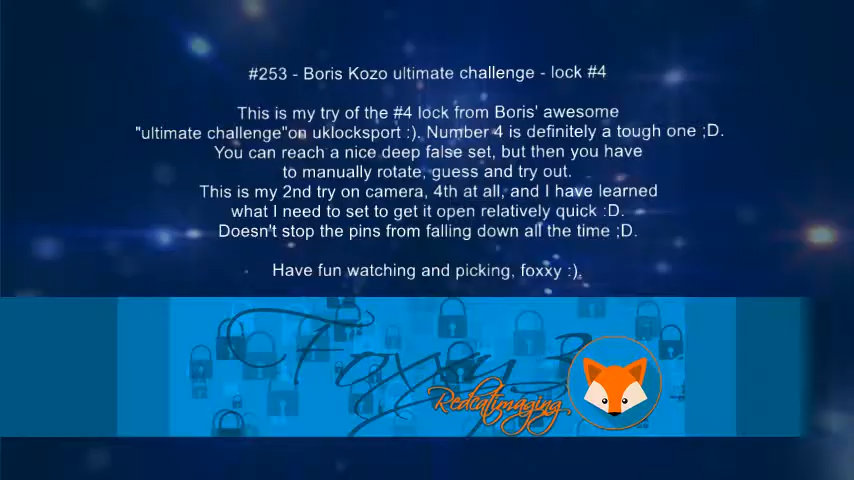 #253 - Boris Kozo ultimate challenge - lock #4
This is my try of the #4 lock from Boris' awesome
"ultimate challenge"on uklocksport :). Number 4 is definitely a tough one ;D.
You can reach a nice deep false set, but then you have
to manually rotate, guess and try out.
This is my 2nd try on camera, 4th at all, and I have learned
what I need to set to get it open relatively quick :D.
Doesn't stop the pins from falling down all the time ;D.
Have fun watching and picking, foxxy :).
Foxxy3
Redcatimaging